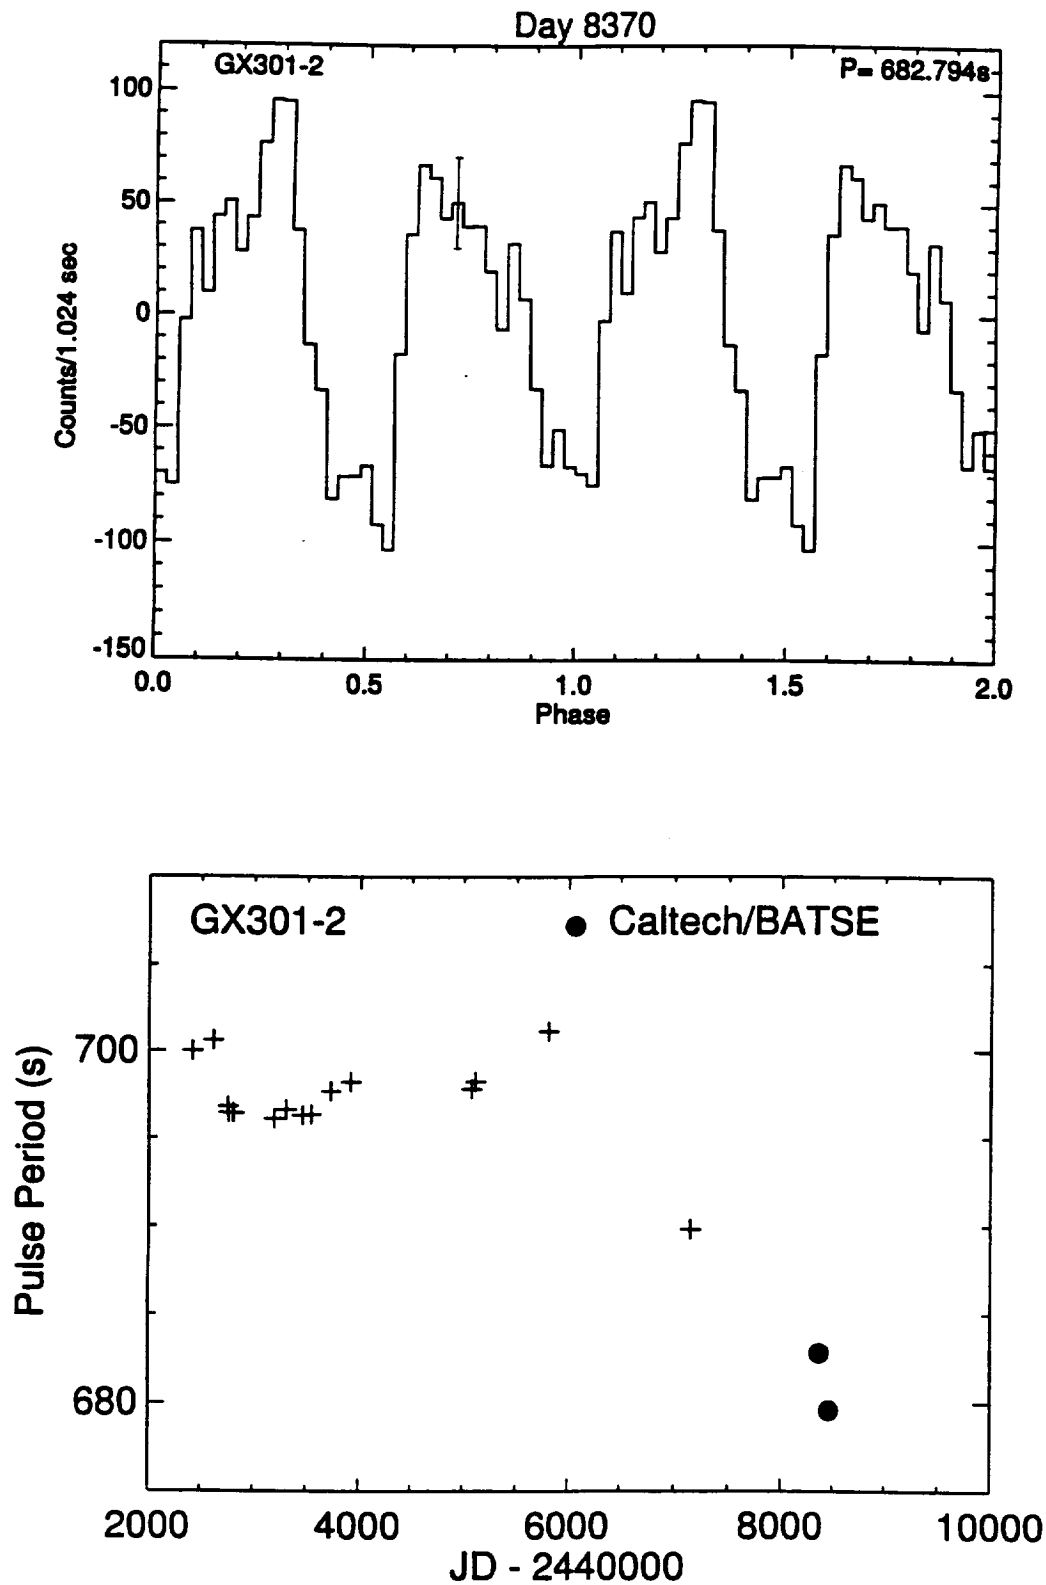 Day 8370
GX301-2
P= 682.794s
100
50
0
-50
-100
-150
Counts/1.024 sec
0.0
0.5
1.0
1.5
2.0
Phase
GX301-2
Caltech/BATSE
700
680
Pulse Period (s)
2000
4000
6000
8000
10000
JD - 2440000